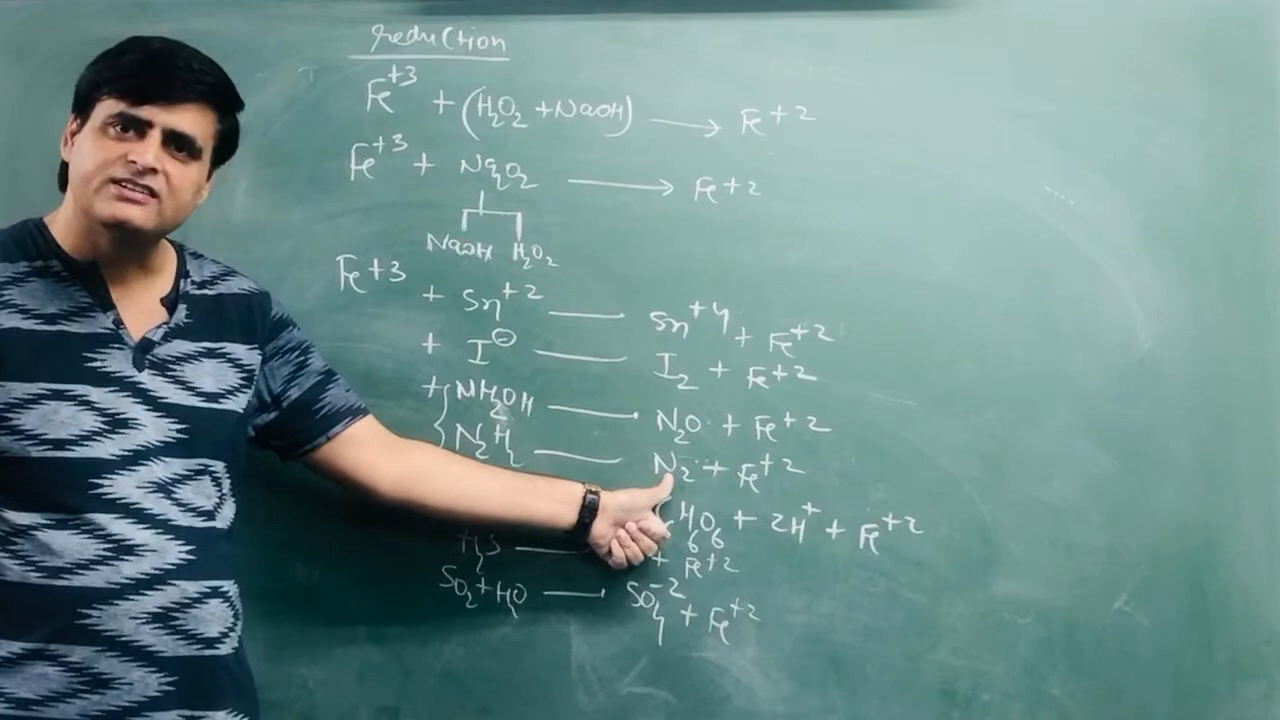 reduction
Fe+3 + (H2O2 + NaOH) → Fe+2
Fe+3 + Na2O2 → Fe+2
NaOH H2O2
Fe+3
+ Sn+2 — Sn+4 + Fe+2
+ I⊖ — I2 + Fe+2
+ { NH2OH — N2O + Fe+2
N2H4 — N2 + Fe+2
H6O6 + 2H+ + Fe+2
H2S — + Fe+2
SO2 + H2O — SO4-2 + Fe+2